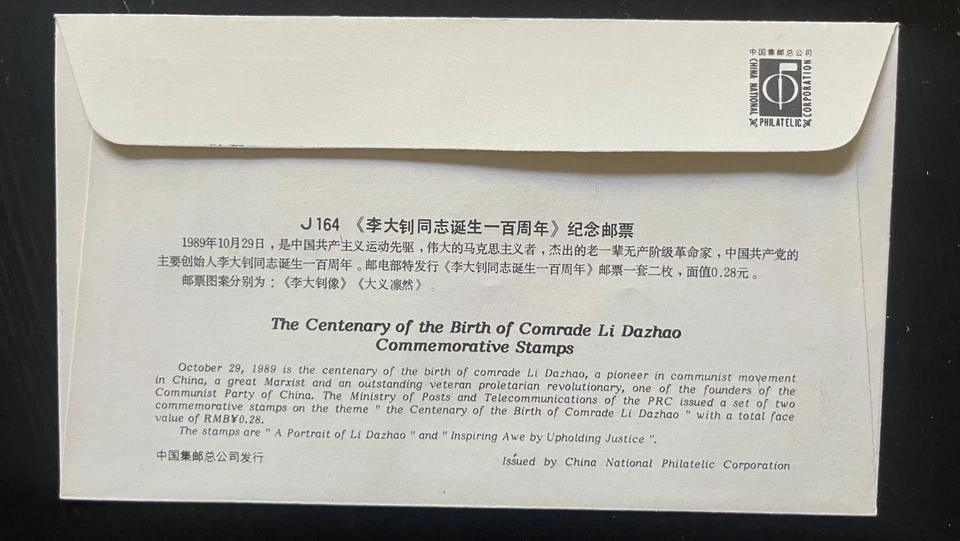 中国集邮总公司
CHINA NATIONAL
PHILATELIC
CORPORATION
J164 《李大钊同志诞生一百周年》纪念邮票
1989年10月29日，是中国共产主义运动先驱，伟大的马克思主义者，杰出的老一辈无产阶级革命家，中国共产党的
主要创始人李大钊同志诞生一百周年。邮电部特发行《李大钊同志诞生一百周年》邮票一套二枚，面值0.28元。
邮票图案分别为：《李大钊像》《大义凛然》.
The Centenary of the Birth of Comrade Li Dazhao
Commemorative Stamps
October 29, 1989 is the centenary of the birth of comrade Li Dazhao, a pioneer in communist movement
in China, a great Marxist and an outstanding veteran proletarian revolutionary, one of the founders of the
Communist Party of China. The Ministry of Posts and Telecommunications of the PRC issued a set of two
commemorative stamps on the theme " the Centenary of the Birth of Comrade Li Dazhao " with a total face
value of RMB¥0.28.
The stamps are " A Portrait of Li Dazhao " and " Inspiring Awe by Upholding Justice ".
中国集邮总公司发行
Issued by China National Philatelic Corporation